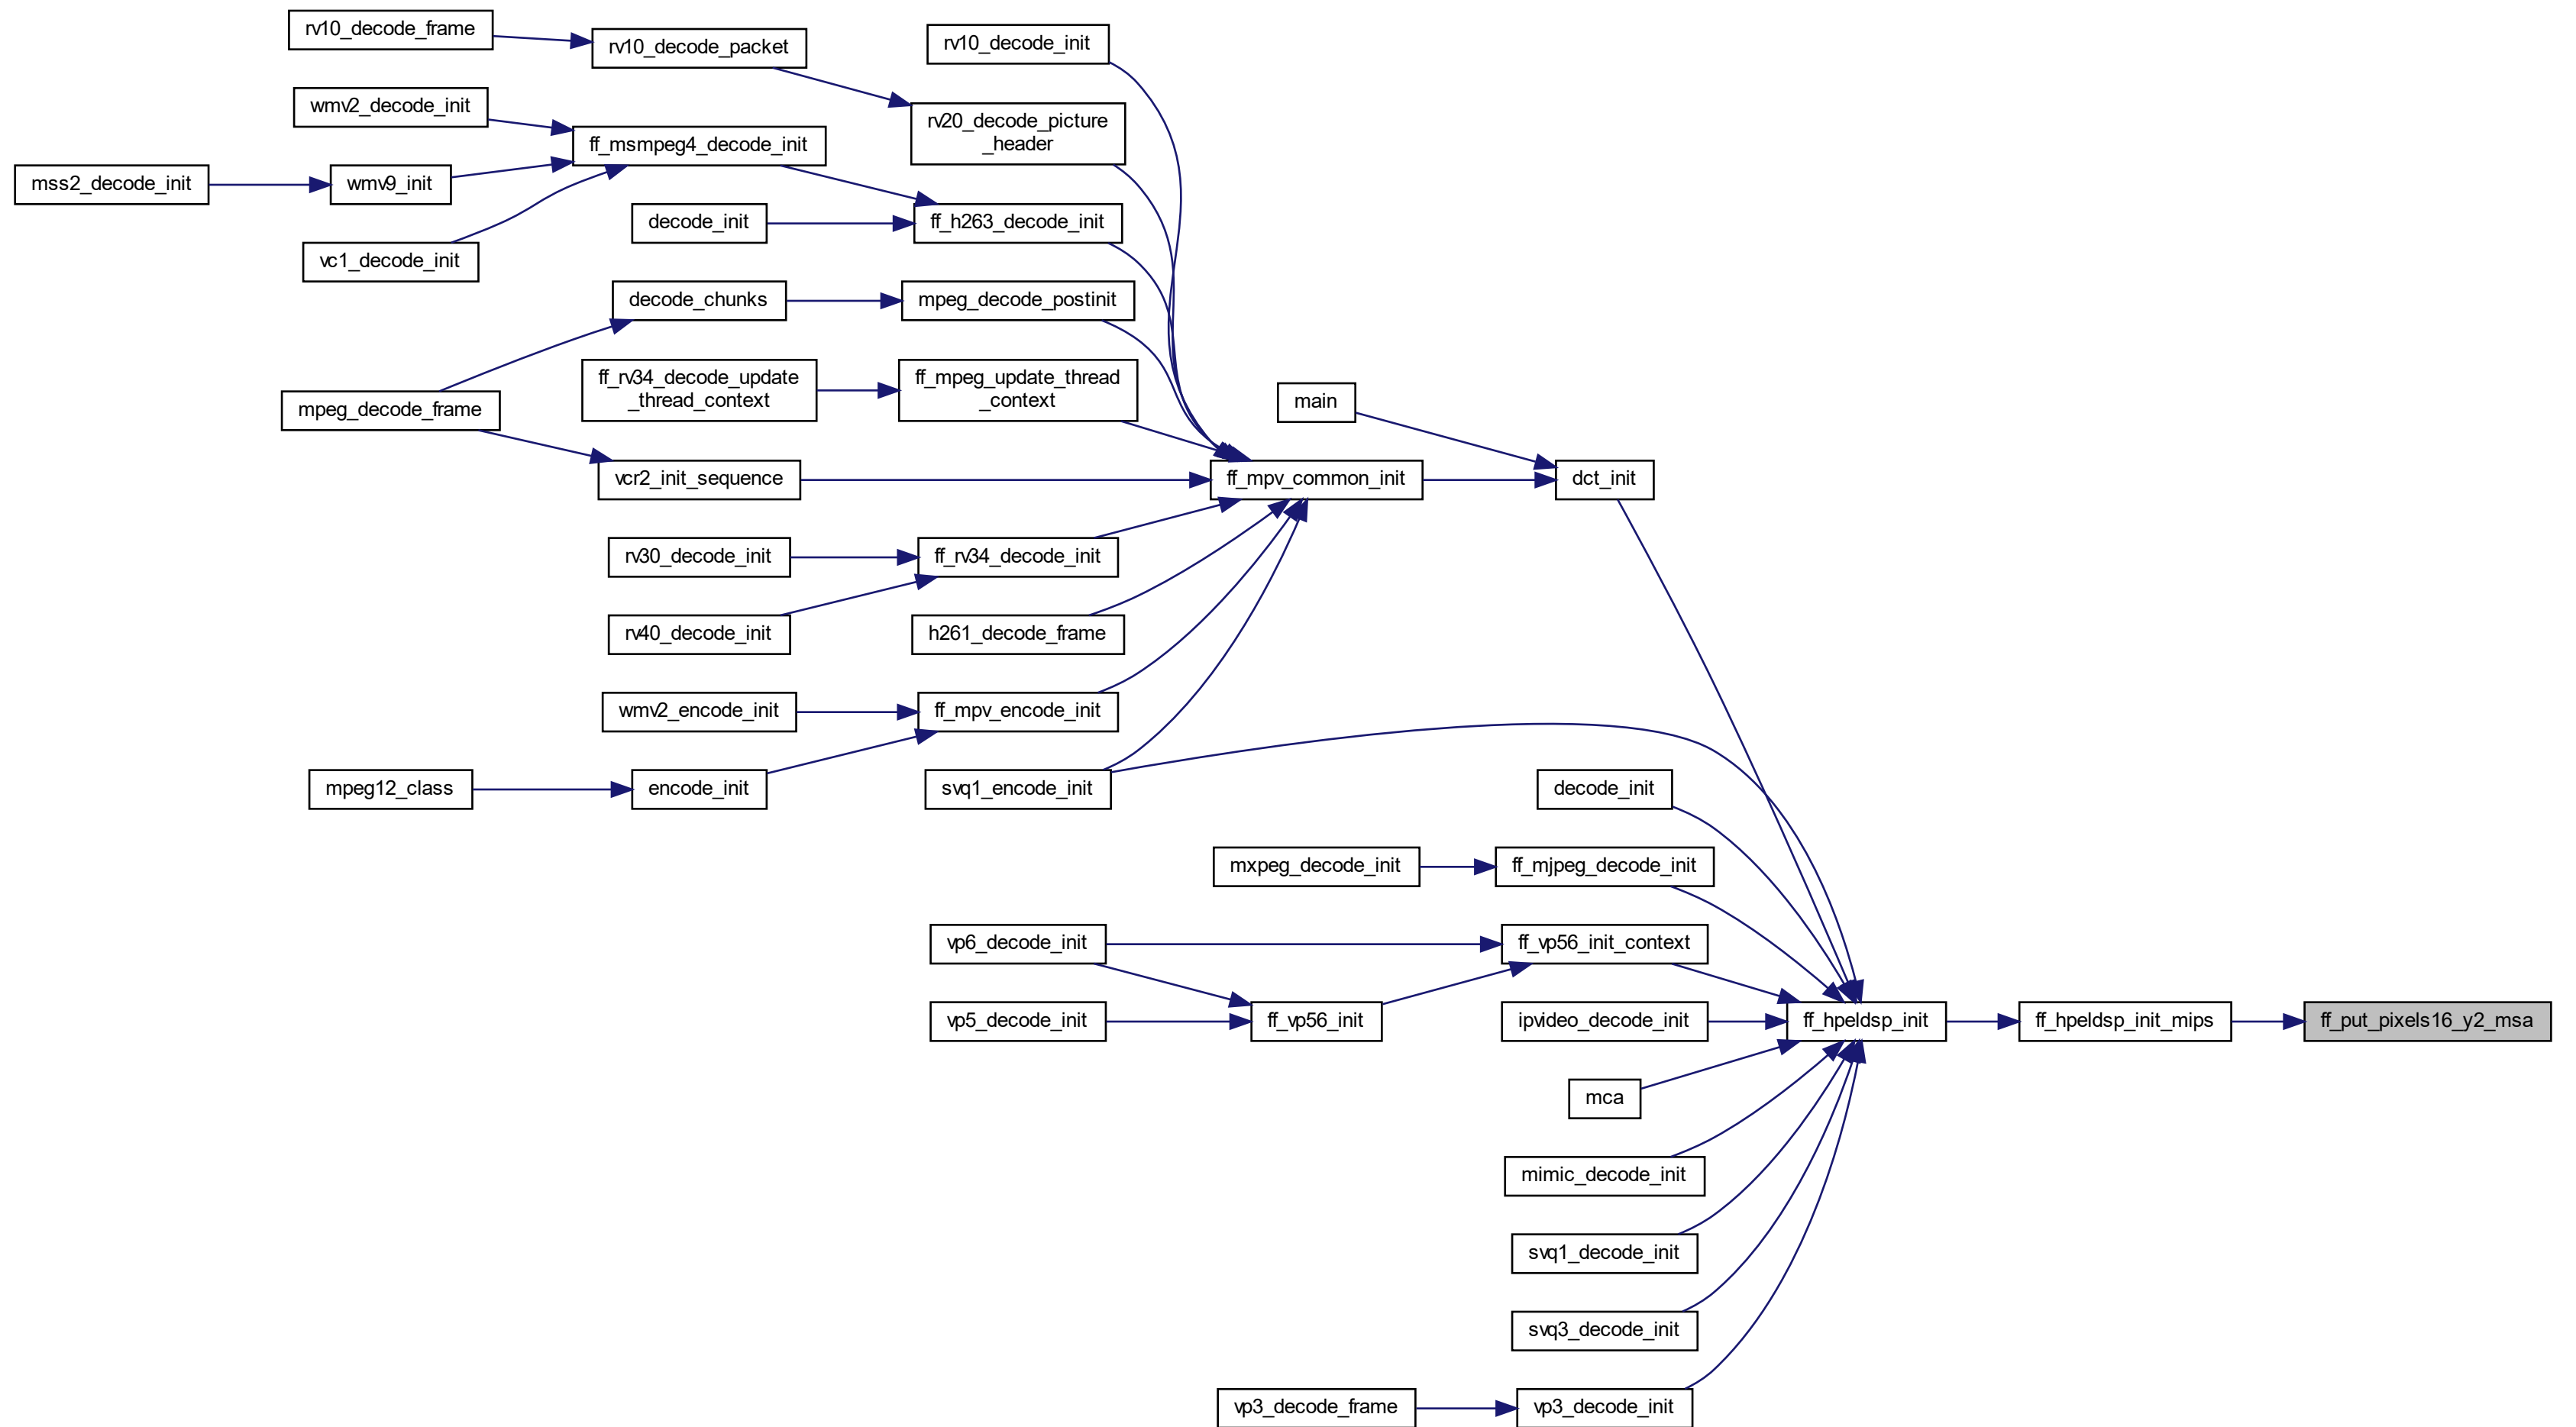 rv10_decode_frame
rv10_decode_packet
rv10_decode_init
wmv2_decode_init
rv20_decode_picture
_header
ff_msmpeg4_decode_init
mss2_decode_init
wmv9_init
decode_init
ff_h263_decode_init
vc1_decode_init
decode_chunks
mpeg_decode_postinit
ff_rv34_decode_update
_thread_context
ff_mpeg_update_thread
_context
mpeg_decode_frame
main
vcr2_init_sequence
ff_mpv_common_init
dct_init
rv30_decode_init
ff_rv34_decode_init
rv40_decode_init
h261_decode_frame
wmv2_encode_init
ff_mpv_encode_init
mpeg12_class
encode_init
svq1_encode_init
decode_init
mxpeg_decode_init
ff_mjpeg_decode_init
vp6_decode_init
ff_vp56_init_context
vp5_decode_init
ff_vp56_init
ipvideo_decode_init
ff_hpeldsp_init
ff_hpeldsp_init_mips
ff_put_pixels16_y2_msa
mca
mimic_decode_init
svq1_decode_init
svq3_decode_init
vp3_decode_frame
vp3_decode_init